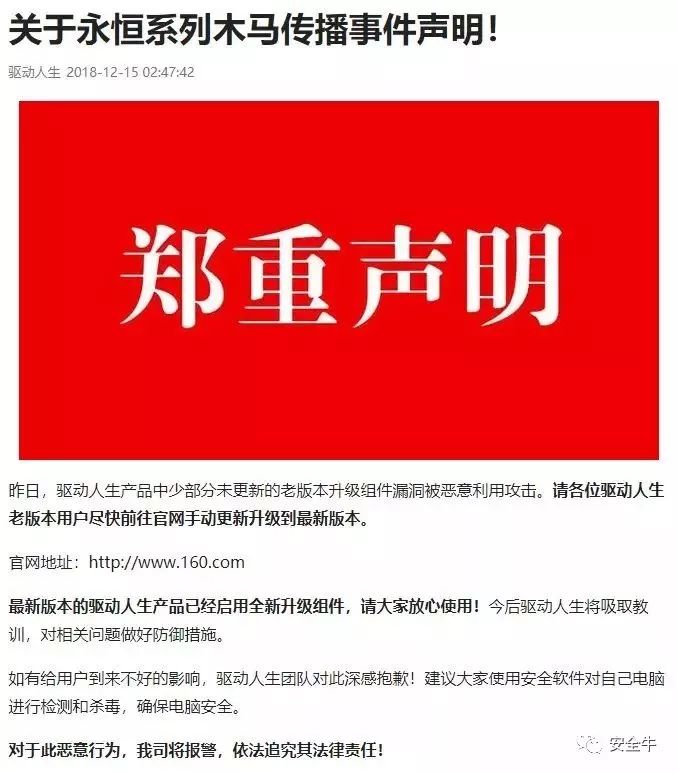 关于永恒系列木马传播事件声明！
驱动人生 2018-12-15 02:47:42
郑重声明
昨日，驱动人生产品中少部分未更新的老版本升级组件漏洞被恶意利用攻击。请各位驱动人生
老版本用户尽快前往官网手动更新升级到最新版本。
官网地址：http://www.160.com
最新版本的驱动人生产品已经启用全新升级组件，请大家放心使用！今后驱动人生将吸取教
训，对相关问题做好防御措施。
如有给用户到来不好的影响，驱动人生团队对此深感抱歉！建议大家使用安全软件对自己电脑
进行检测和杀毒，确保电脑安全。
对于此恶意行为，我司将报警，依法追究其法律责任！
安全牛